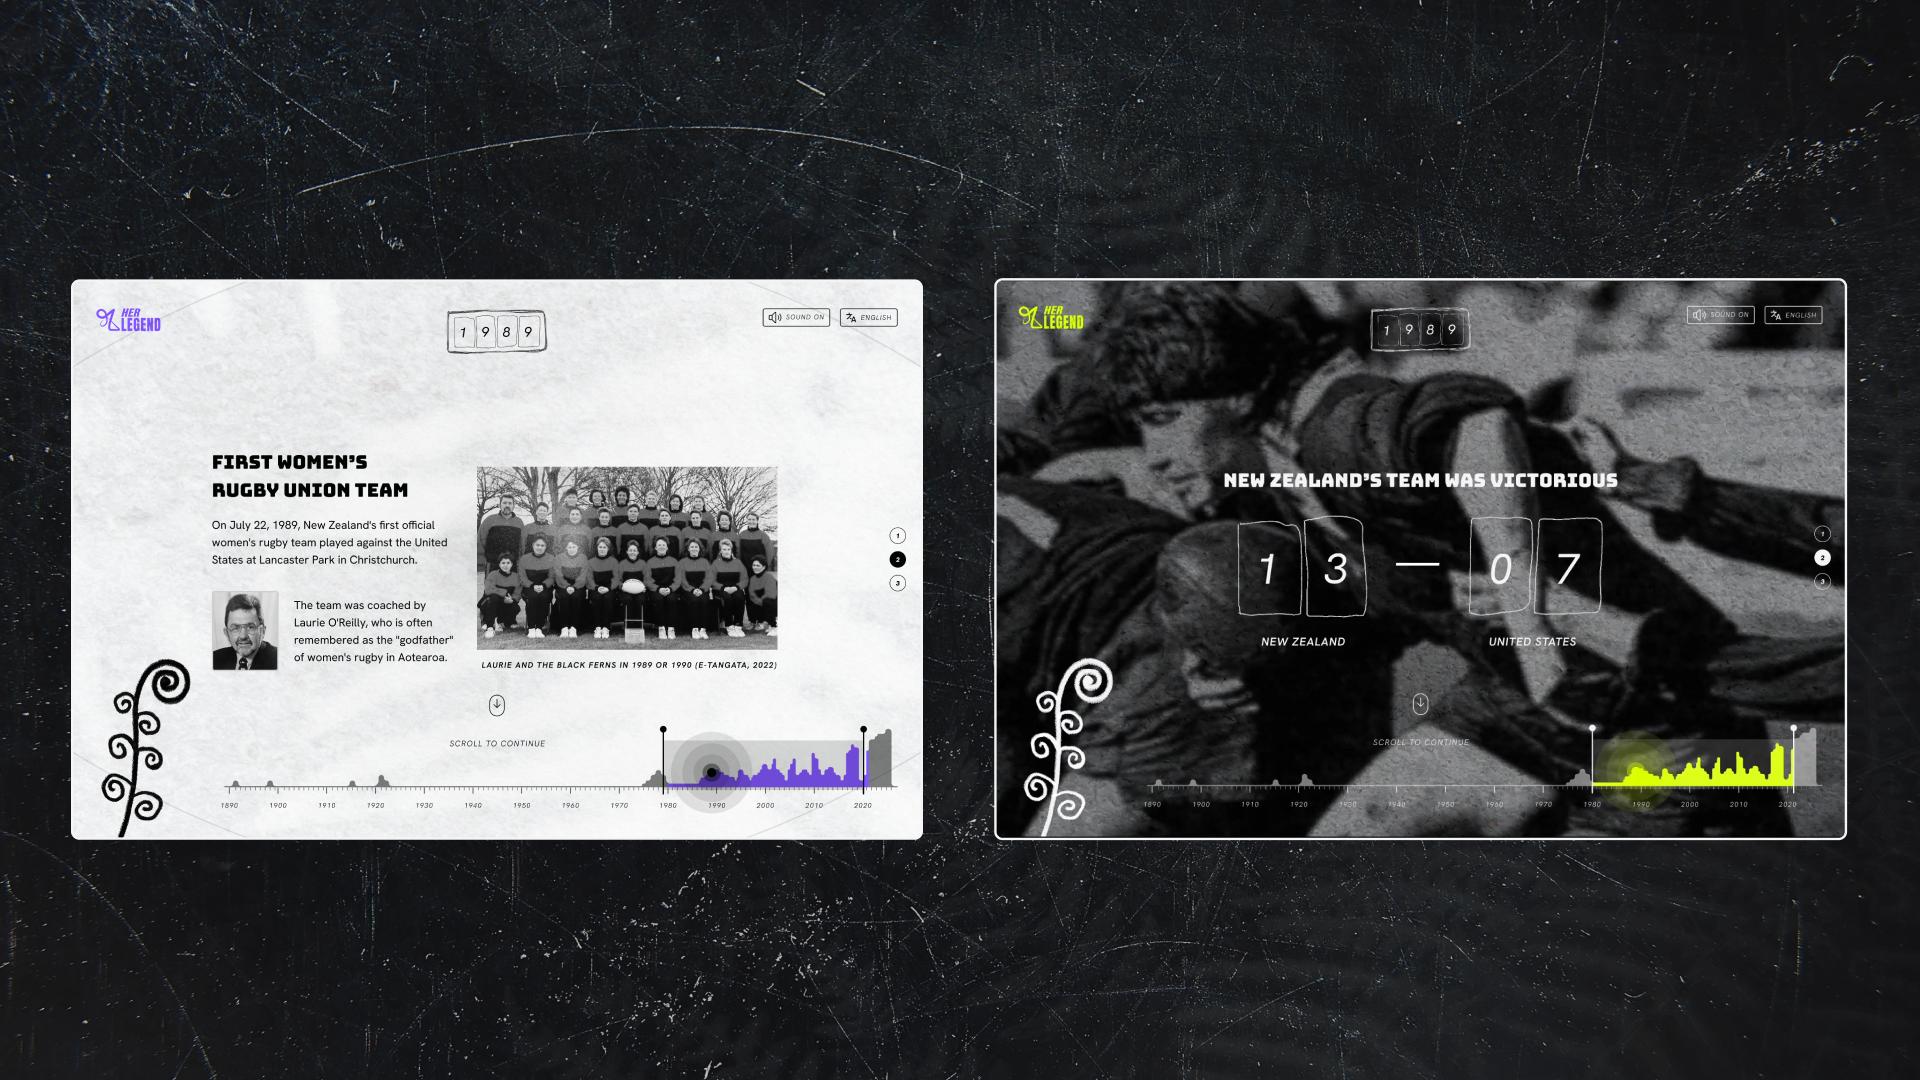 HER
LEGEND
1 9 8 9
SOUND ON
ENGLISH
FIRST WOMEN'S
RUGBY UNION TEAM
On July 22, 1989, New Zealand's first official
women's rugby team played against the United
States at Lancaster Park in Christchurch.
The team was coached by
Laurie O'Reilly, who is often
remembered as the "godfather"
of women's rugby in Aotearoa.
LAURIE AND THE BLACK FERNS IN 1989 OR 1990 (E-TANGATA, 2022)
1
2
3
SCROLL TO CONTINUE
1890 1900 1910 1920 1930 1940 1950 1960 1970 1980 1990 2000 2010 2020
HER
LEGEND
1 9 8 9
SOUND ON
ENGLISH
NEW ZEALAND'S TEAM WAS VICTORIOUS
1 3 — 0 7
NEW ZEALAND
UNITED STATES
1
2
3
SCROLL TO CONTINUE
1890 1900 1910 1920 1930 1940 1950 1960 1970 1980 1990 2000 2010 2020